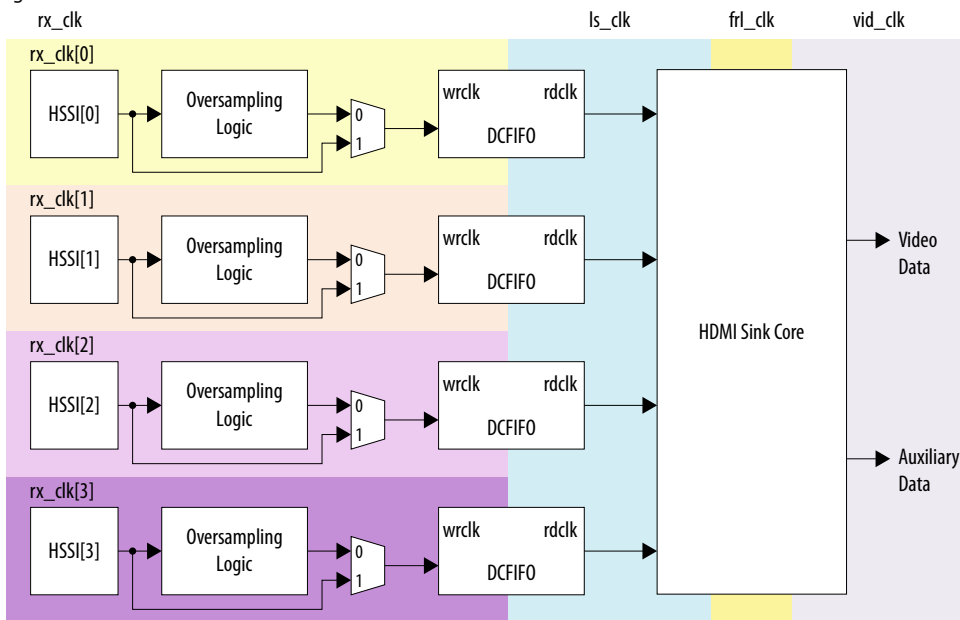 rx_clk
ls_clk
frl_clk
vid_clk
rx_clk[0]
HSSI[0]
Oversampling
Logic
0
1
wrclk
rdclk
DCFIFO
rx_clk[1]
HSSI[1]
Oversampling
Logic
0
1
wrclk
rdclk
DCFIFO
rx_clk[2]
HSSI[2]
Oversampling
Logic
0
1
wrclk
rdclk
DCFIFO
rx_clk[3]
HSSI[3]
Oversampling
Logic
0
1
wrclk
rdclk
DCFIFO
HDMI Sink Core
Video
Data
Auxiliary
Data